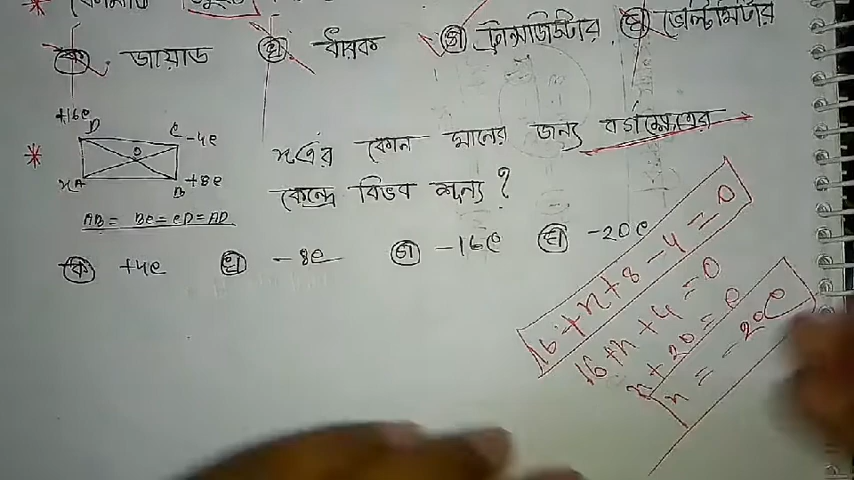 ক ডায়োড খ ধারক গ ট্রানজিস্টার ঘ ভোল্টমিটার
+16C
D C -4C
O
xA B +8C
x এর কোন মানের জন্য বর্গক্ষেত্রের
কেন্দ্রে বিভব শূন্য ?
AB = BC = CD = AD
ক +4C খ -8C গ -16C ঘ -20C
16 + x + 8 - 4 = 0
16 + x + 4 = 0
x + 20 = 0
x = -20C